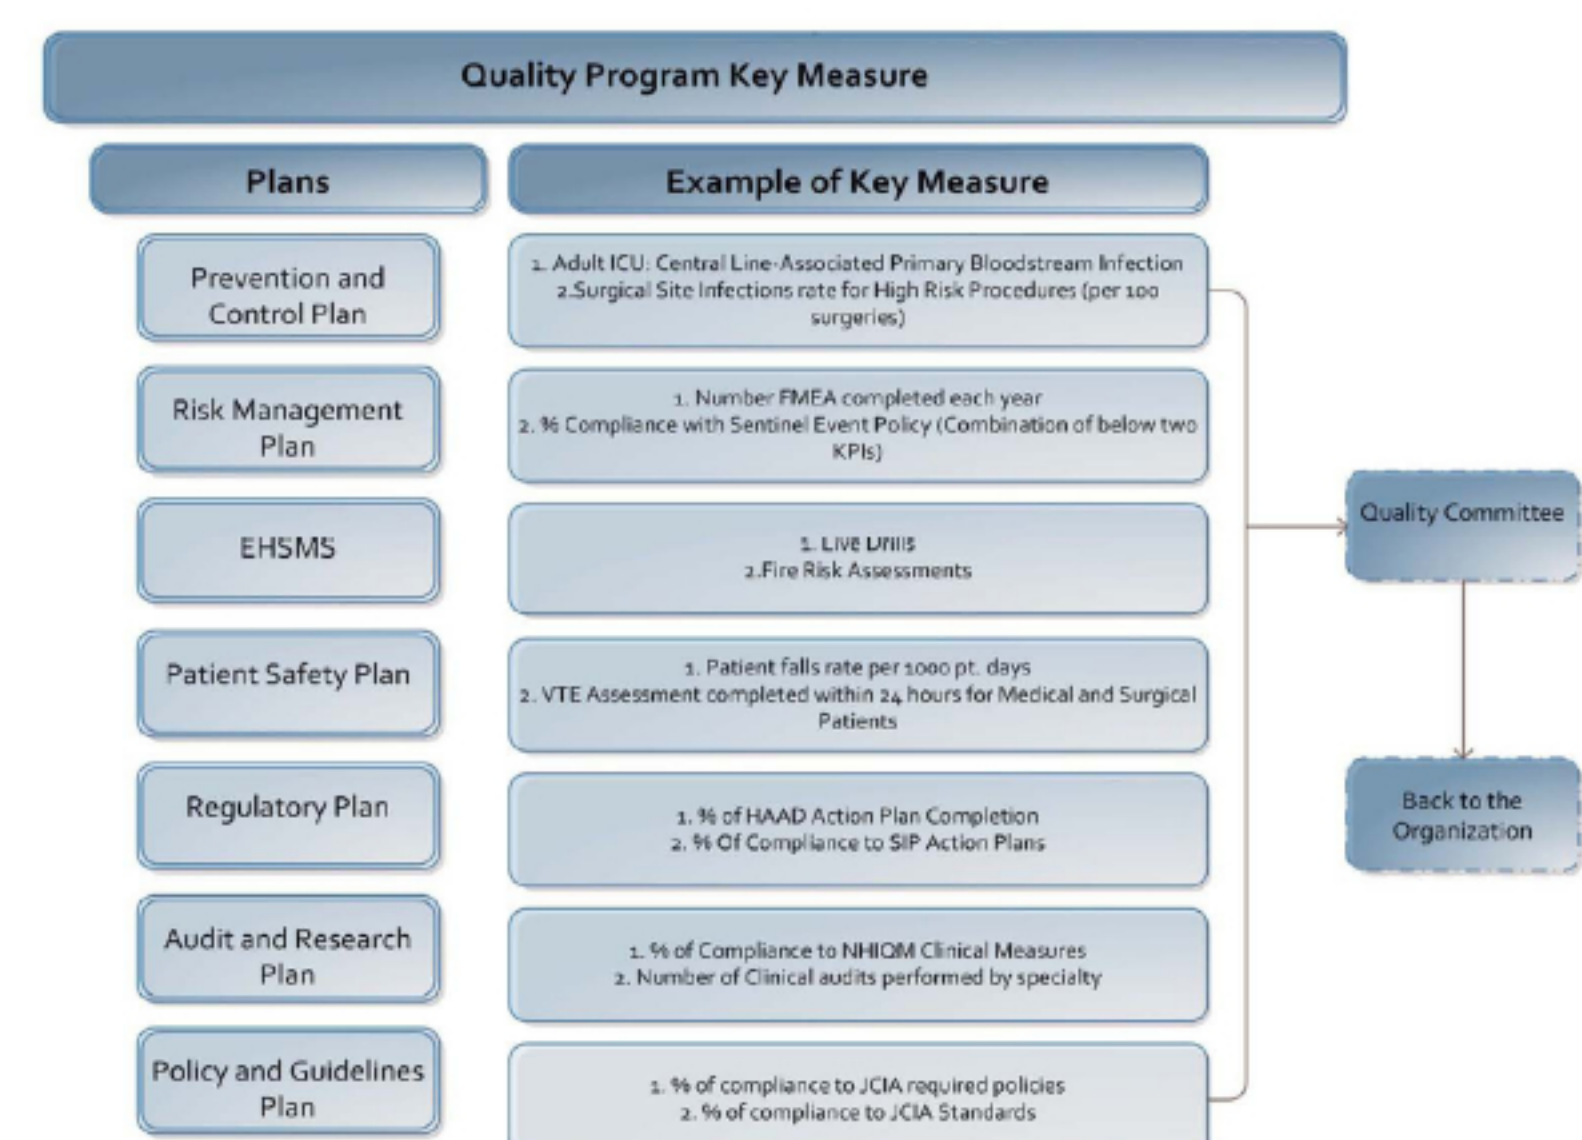 Quality Program Key Measure
Plans
Example of Key Measure
Prevention and
Control Plan
1. Adult ICU: Central Line-Associated Primary Bloodstream Infection
2.Surgical Site Infections rate for High Risk Procedures (per 100
surgeries)
Risk Management
Plan
1. Number FMEA completed each year
2. % Compliance with Sentinel Event Policy (Combination of below two
KPIs)
EHSMS
1. Live Drills
2.Fire Risk Assessments
Patient Safety Plan
1. Patient falls rate per 1000 pt. days
2. VTE Assessment completed within 24 hours for Medical and Surgical
Patients
Regulatory Plan
1. % of HAAD Action Plan Completion
2. % Of Compliance to SIP Action Plans
Audit and Research
Plan
1. % of Compliance to NHIQM Clinical Measures
2. Number of Clinical audits performed by specialty
Policy and Guidelines
Plan
1. % of compliance to JCIA required policies
2. % of compliance to JCIA Standards
Quality Committee
Back to the
Organization